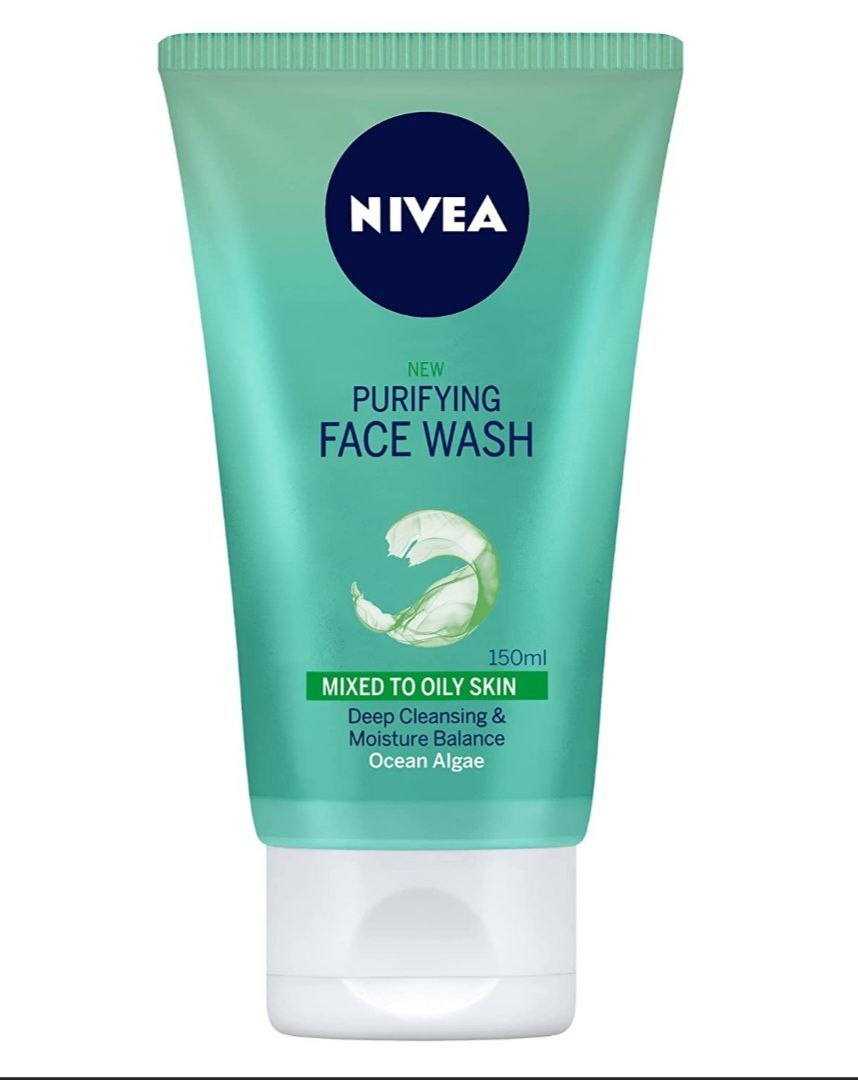 NIVEA
NEW
PURIFYING
FACE WASH
150ml
MIXED TO OILY SKIN
Deep Cleansing &
Moisture Balance
Ocean Algae